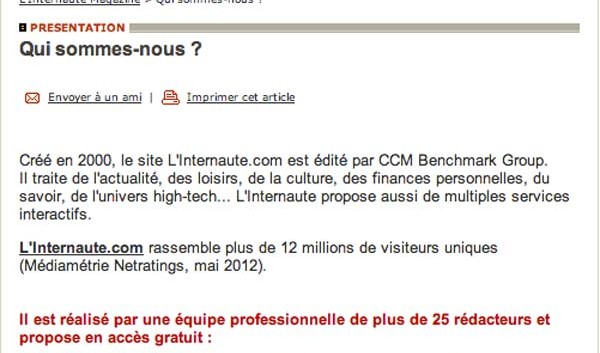 L'Internaute Magazine > Qui sommes-nous ?
PRESENTATION
Qui sommes-nous ?
Envoyer à un ami | Imprimer cet article
Créé en 2000, le site L'Internaute.com est édité par CCM Benchmark Group.
Il traite de l'actualité, des loisirs, de la culture, des finances personnelles, du
savoir, de l'univers high-tech... L'Internaute propose aussi de multiples services
interactifs.
L'Internaute.com rassemble plus de 12 millions de visiteurs uniques
(Médiamétrie Netratings, mai 2012).
Il est réalisé par une équipe professionnelle de plus de 25 rédacteurs et
propose en accès gratuit :